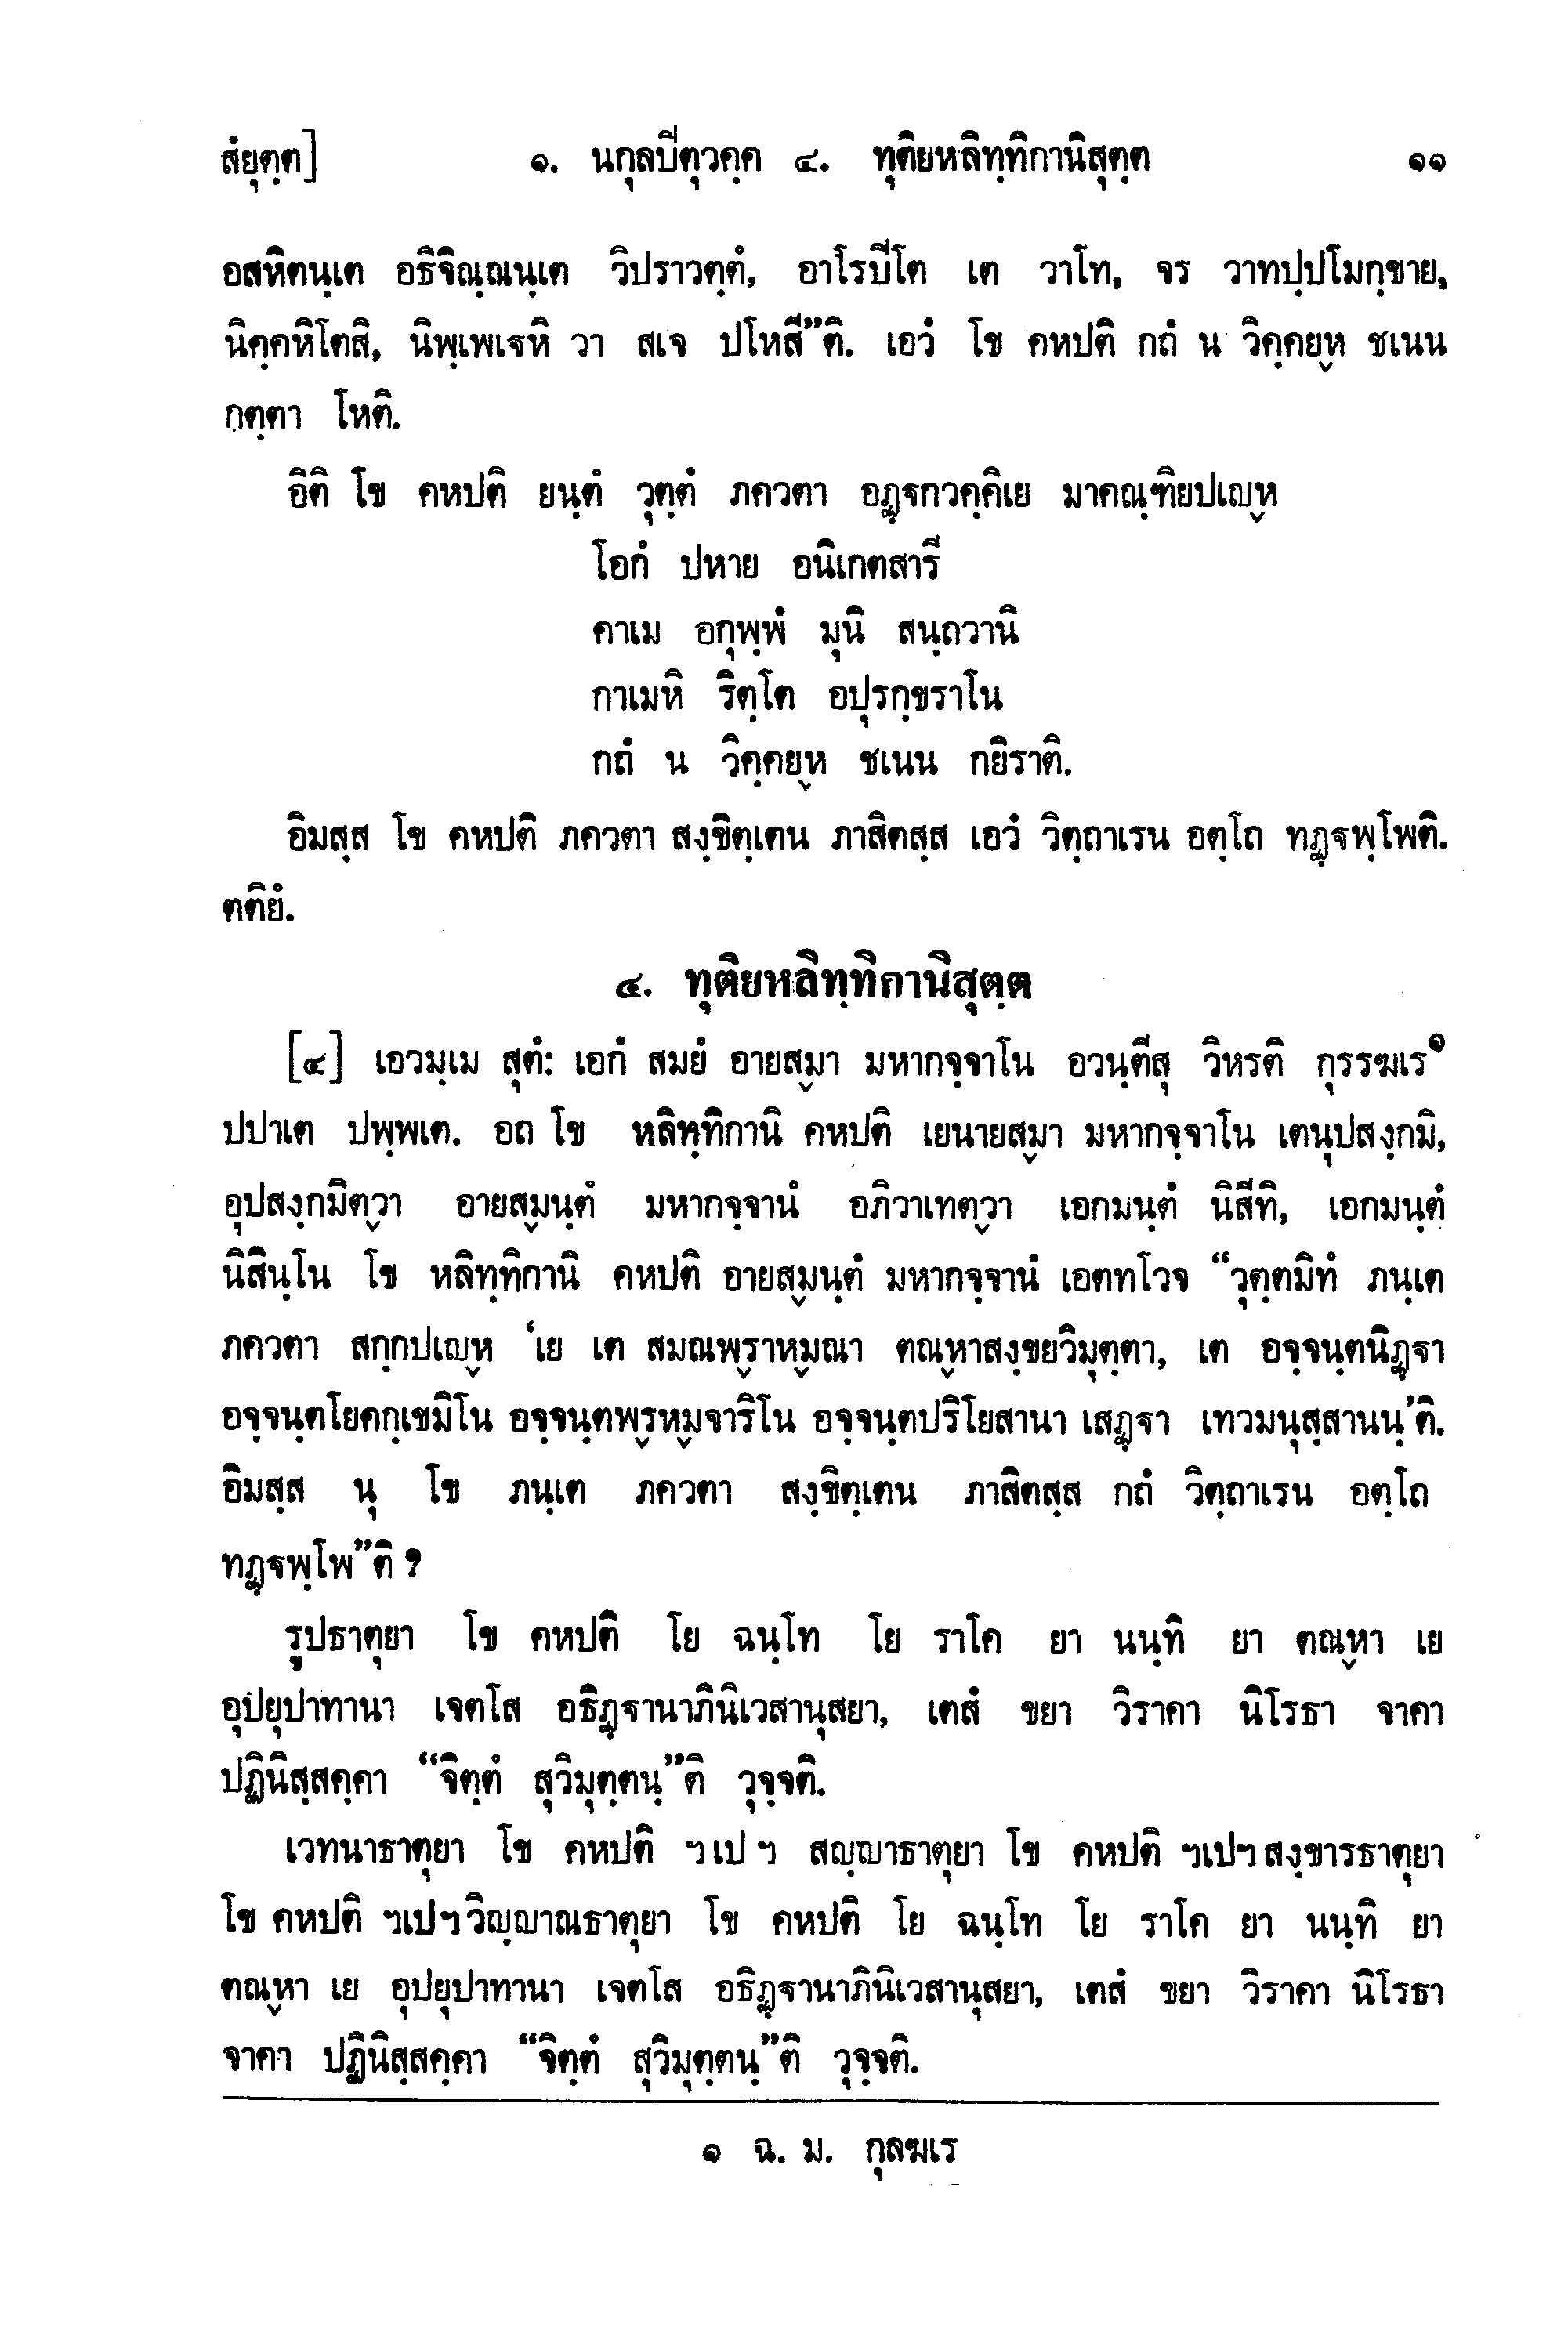 สํยุตฺต] ๑. นกุลปีตุวคฺค ๔. ทุติยหลิทฺทิกานิสุตฺต ๑๑
อสหิตนฺเต อธิจิณฺณนฺเต วิปราวตฺตํ, อาโรปีโต เต วาโท, จร วาทปฺปโมกฺขาย,
นิคฺคหิโตสิ, นิพฺเพเฐหิ วา สเจ ปโหสี”ติ. เอวํ โข คหปติ กถํ น วิคฺคยฺห ชเนน
กตฺตา โหติ.
อิติ โข คหปติ ยนฺตํ วุตฺตํ ภควตา อฏฺฐกวคฺคิเย มาคณฺฑิยปเญฺห
โอกํ ปหาย อนิเกตสารี
คาเม อกุพฺพํ มุนิ สนฺถวานิ
กาเมหิ ริตฺโต อปุรกฺขราโน
กถํ น วิคฺคยฺห ชเนน กยิราติ.
อิมสฺส โข คหปติ ภควตา สงฺขิตฺเตน ภาสิตสฺส เอวํ วิตฺถาเรน อตฺโถ ทฏฺฐพฺโพติ.
ตติยํ.
๔. ทุติยหลิทฺทิกานิสุตฺต
[๔] เอวมฺเม สุตํ: เอกํ สมยํ อายสฺมา มหากจฺจาโน อวนฺตีสุ วิหรติ กุรรฆเร๑
ปปาเต ปพฺพเต. อถ โข หลิทฺทิกานิ คหปติ เยนายสฺมา มหากจฺจาโน เตนุปสงฺกมิ,
อุปสงฺกมิตฺวา อายสฺมนฺตํ มหากจฺจานํ อภิวาเทตฺวา เอกมนฺตํ นิสีทิ, เอกมนฺตํ
นิสินฺโน โข หลิทฺทิกานิ คหปติ อายสฺมนฺตํ มหากจฺจานํ เอตทโวจ “วุตฺตมิทํ ภนฺเต
ภควตา สกฺกปเญฺห ‘เย เต สมณพฺราหฺมณา ตณฺหาสงฺขยวิมุตฺตา, เต อจฺจนฺตนิฏฺฐา
อจฺจนฺตโยคกฺเขมิโน อจฺจนฺตพฺรหฺมจาริโน อจฺจนฺตปริโยสานา เสฏฺฐา เทวมนุสฺสานนฺ’ติ.
อิมสฺส นุ โข ภนฺเต ภควตา สงฺขิตฺเตน ภาสิตสฺส กถํ วิตฺถาเรน อตฺโถ
ทฏฺฐพฺโพ”ติ ?
รูปธาตุยา โข คหปติ โย ฉนฺโท โย ราโค ยา นนฺทิ ยา ตณฺหา เย
อุปยุปาทานา เจตโส อธิฏฺฐานาภินิเวสานุสยา, เตสํ ขยา วิราคา นิโรธา จาคา
ปฏินิสฺสคฺคา “จิตฺตํ สุวิมุตฺตนฺ”ติ วุจฺจติ.
เวทนาธาตุยา โข คหปติ ฯ เป ฯ สญฺญาธาตุยา โข คหปติ ฯเปฯ สงฺขารธาตุยา
โข คหปติ ฯเปฯ วิญฺญาณธาตุยา โข คหปติ โย ฉนฺโท โย ราโค ยา นนฺทิ ยา
ตณฺหา เย อุปยุปาทานา เจตโส อธิฏฺฐานาภินิเวสานุสยา, เตสํ ขยา วิราคา นิโรธา
จาคา ปฏินิสฺสคฺคา “จิตฺตํ สุวิมุตฺตนฺ”ติ วุจฺจติ.
๑ ฉ. ม. กุลฆเร